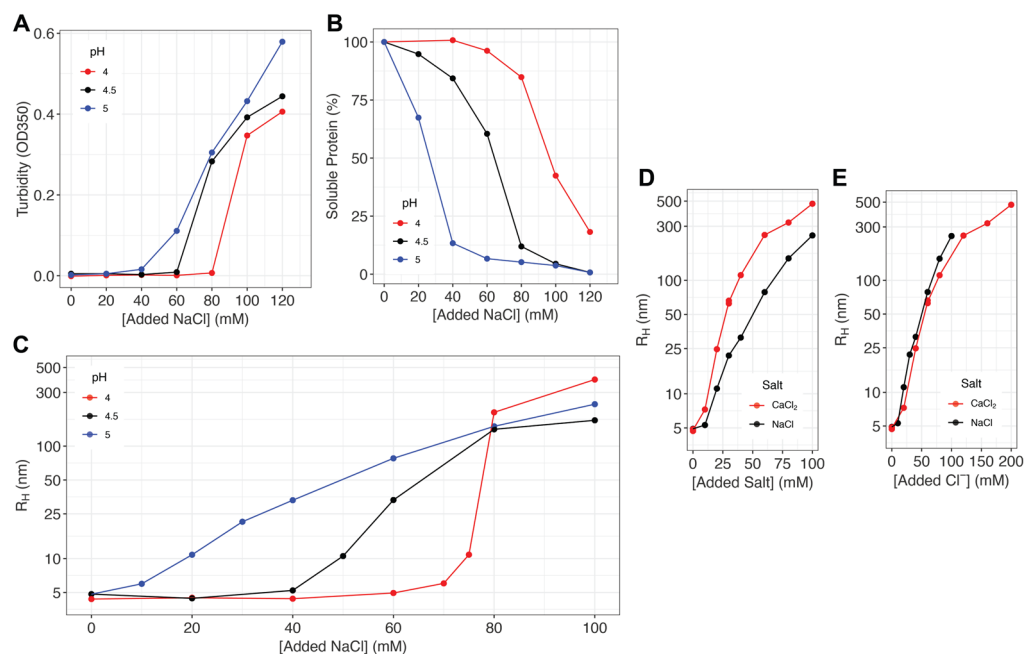 A
Turbidity (OD350)
0.6
0.4
0.2
0.0
pH
4
4.5
5
0 20 40 60 80 100 120
[Added NaCl] (mM)
B
Soluble Protein (%)
100
75
50
25
0
pH
4
4.5
5
0 20 40 60 80 100 120
[Added NaCl] (mM)
C
R_H (nm)
500
300
100
50
25
10
5
pH
4
4.5
5
0 20 40 60 80 100
[Added NaCl] (mM)
D
R_H (nm)
500
300
100
50
25
10
5
Salt
CaCl₂
NaCl
0 25 50 75 100
[Added Salt] (mM)
E
R_H (nm)
500
300
100
50
25
10
5
Salt
CaCl₂
NaCl
0 50 100 150 200
[Added Cl⁻] (mM)